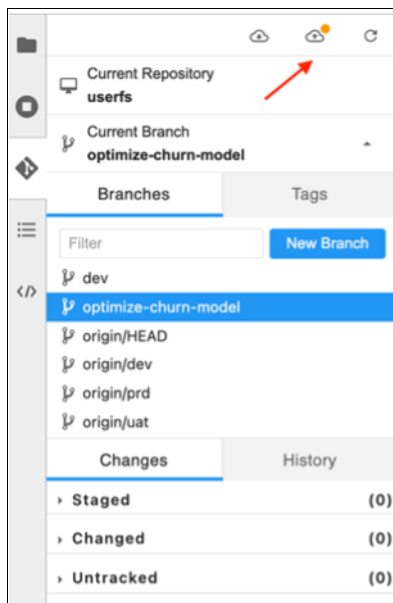 Current Repository
userfs
Current Branch
optimize-churn-model
Branches Tags
Filter New Branch
dev
optimize-churn-model
origin/HEAD
origin/dev
origin/prd
origin/uat
Changes History
Staged (0)
Changed (0)
Untracked (0)